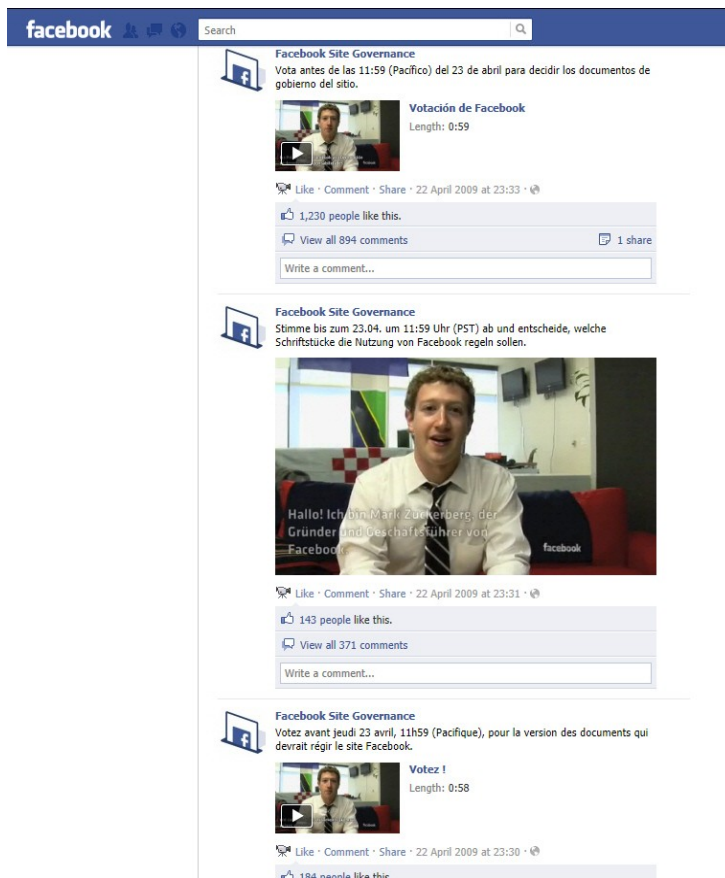 facebook
Search
Facebook Site Governance
Vota antes de las 11:59 (Pacífico) del 23 de abril para decidir los documentos de
gobierno del sitio.
Votación de Facebook
Length: 0:59
Like · Comment · Share · 22 April 2009 at 23:33 ·
1,230 people like this.
View all 894 comments
1 share
Write a comment...
Facebook Site Governance
Stimme bis zum 23.04. um 11:59 Uhr (PST) ab und entscheide, welche
Schriftstücke die Nutzung von Facebook regeln sollen.
Hallo! Ich bin Mark Zuckerberg, der
Gründer und Geschäftsführer von
Facebook.
facebook
Like · Comment · Share · 22 April 2009 at 23:31 ·
143 people like this.
View all 371 comments
Write a comment...
Facebook Site Governance
Votez avant jeudi 23 avril, 11h59 (Pacifique), pour la version des documents qui
devrait régir le site Facebook.
Votez !
Length: 0:58
Like · Comment · Share · 22 April 2009 at 23:30 ·
184 people like this.